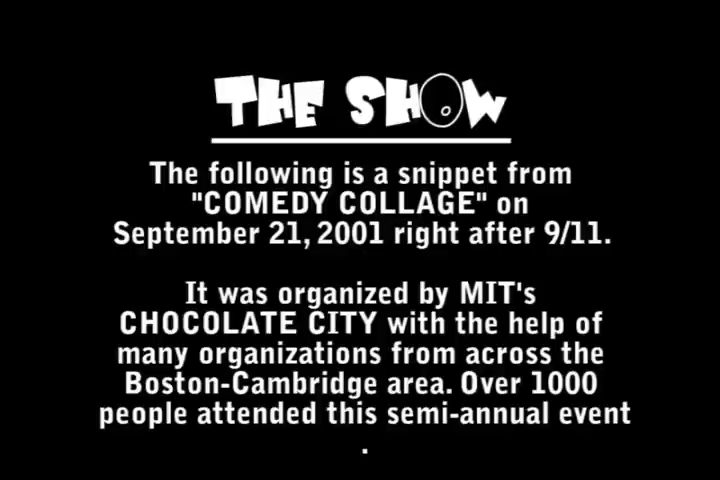 THE SHOW
The following is a snippet from
"COMEDY COLLAGE" on
September 21, 2001 right after 9/11.
It was organized by MIT's
CHOCOLATE CITY with the help of
many organizations from across the
Boston-Cambridge area. Over 1000
people attended this semi-annual event
.